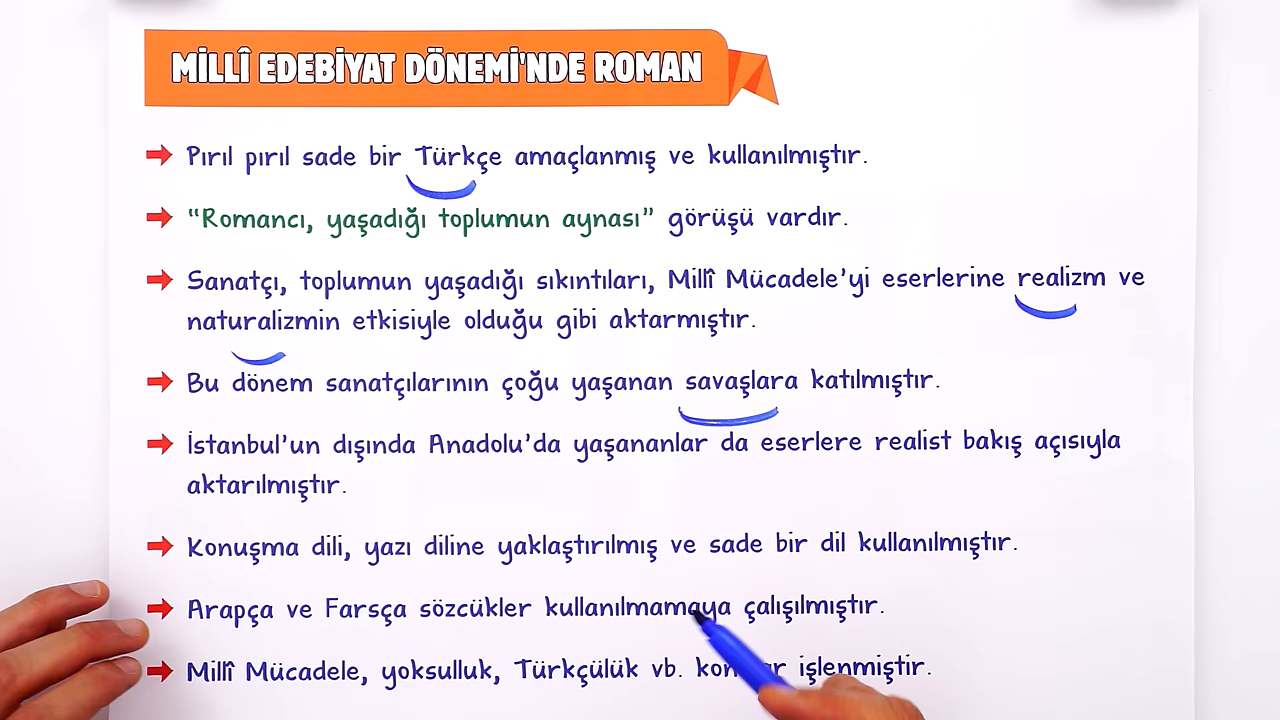 MİLLÎ EDEBİYAT DÖNEMİ'NDE ROMAN
Pırıl pırıl sade bir Türkçe amaçlanmış ve kullanılmıştır.
“Romancı, yaşadığı toplumun aynası” görüşü vardır.
Sanatçı, toplumun yaşadığı sıkıntıları, Millî Mücadele’yi eserlerine realizm ve
naturalizmin etkisiyle olduğu gibi aktarmıştır.
Bu dönem sanatçılarının çoğu yaşanan savaşlara katılmıştır.
İstanbul’un dışında Anadolu’da yaşananlar da eserlere realist bakış açısıyla
aktarılmıştır.
Konuşma dili, yazı diline yaklaştırılmış ve sade bir dil kullanılmıştır.
Arapça ve Farsça sözcükler kullanılmamaya çalışılmıştır.
Millî Mücadele, yoksulluk, Türkçülük vb. işlenmiştir.